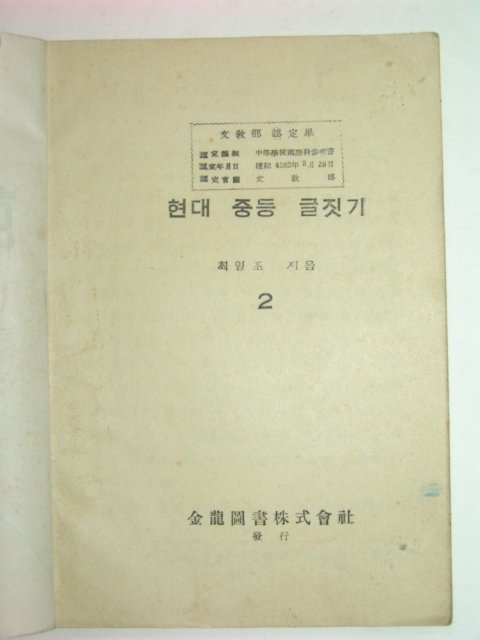 文敎部 認定畢
認定種類 中等學校國語科參考書
認定年月日 檀紀 4282年 8月 26日
認定官廳 文敎部
현대 중등 글짓기
최영조 지음
2
金龍圖書株式會社
發行